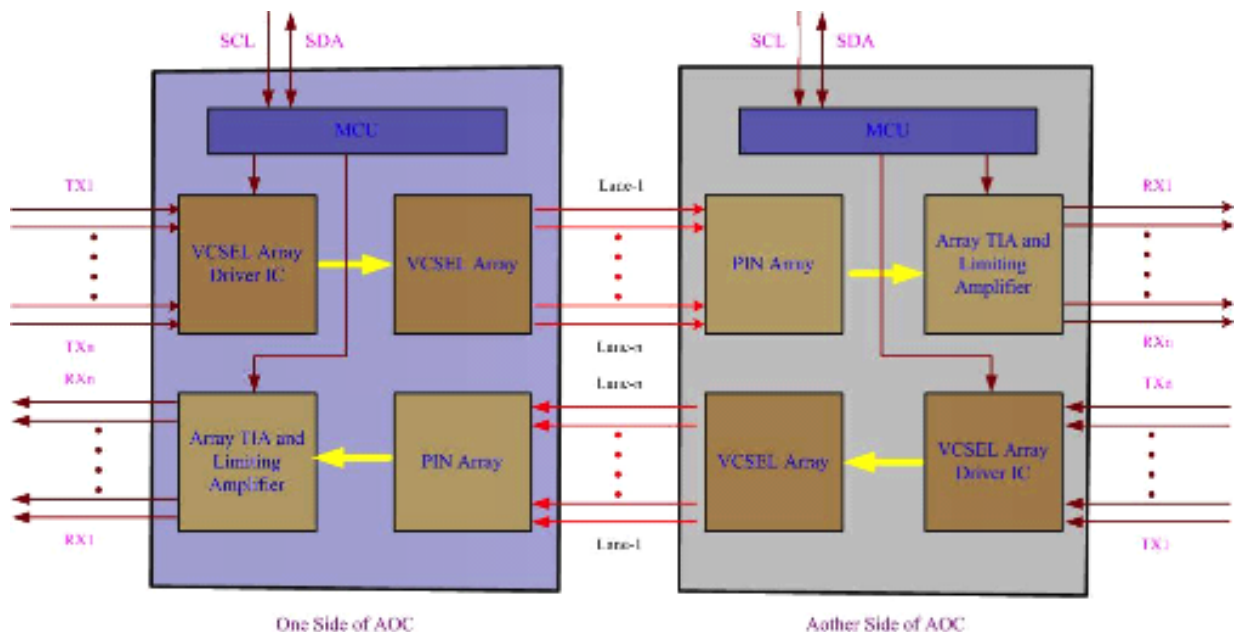 SCL SDA SCL SDA
MCU MCU
TX1 Lane-1 RX1
VCSEL Array
Driver IC
VCSEL Array
PIN Array
Array TIA and
Limiting
Amplifier
TXn Lane-n RXn
RXn Lane-n TXn
Array TIA and
Limiting
Amplifier
PIN Array
VCSEL Array
VCSEL Array
Driver IC
RX1 Lane-1 TX1
One Side of AOC Aother Side of AOC